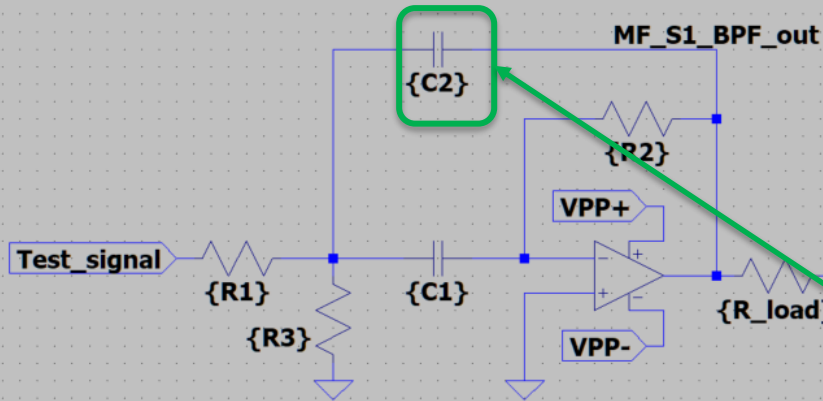 MF_S1_BPF_out
{C2}
{R2}
VPP+
Test_signal
{R1}
{C1}
{R3}
{R_load}
VPP-